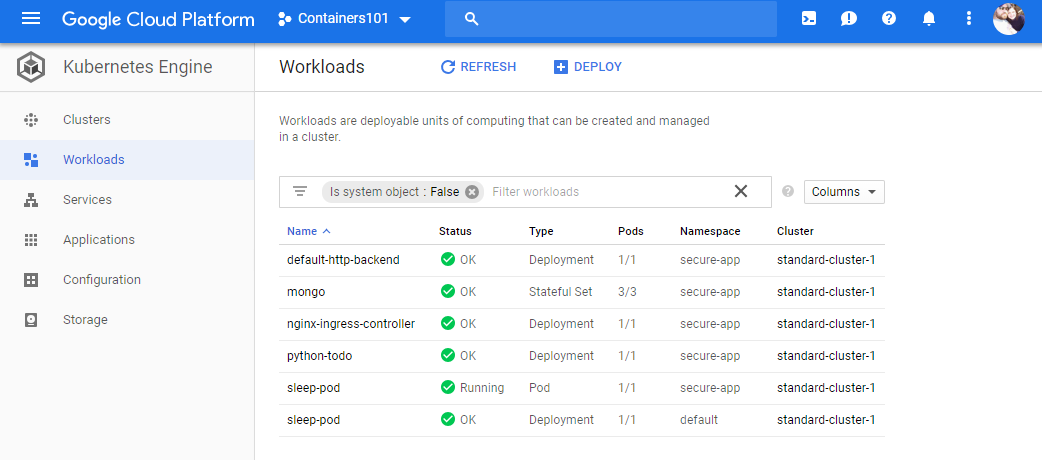 Google Cloud Platform Containers101
Kubernetes Engine
Clusters
Workloads
Services
Applications
Configuration
Storage
Workloads REFRESH DEPLOY
Workloads are deployable units of computing that can be created and managed
in a cluster.
Is system object : False Filter workloads Columns
Name Status Type Pods Namespace Cluster
default-http-backend OK Deployment 1/1 secure-app standard-cluster-1
mongo OK Stateful Set 3/3 secure-app standard-cluster-1
nginx-ingress-controller OK Deployment 1/1 secure-app standard-cluster-1
python-todo OK Deployment 1/1 secure-app standard-cluster-1
sleep-pod Running Pod 1/1 secure-app standard-cluster-1
sleep-pod OK Deployment 1/1 default standard-cluster-1